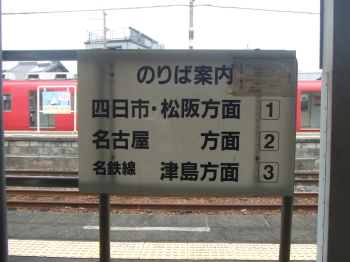 のりば案内
四日市・松阪方面 1
名古屋 方面 2
名鉄線 津島方面 3